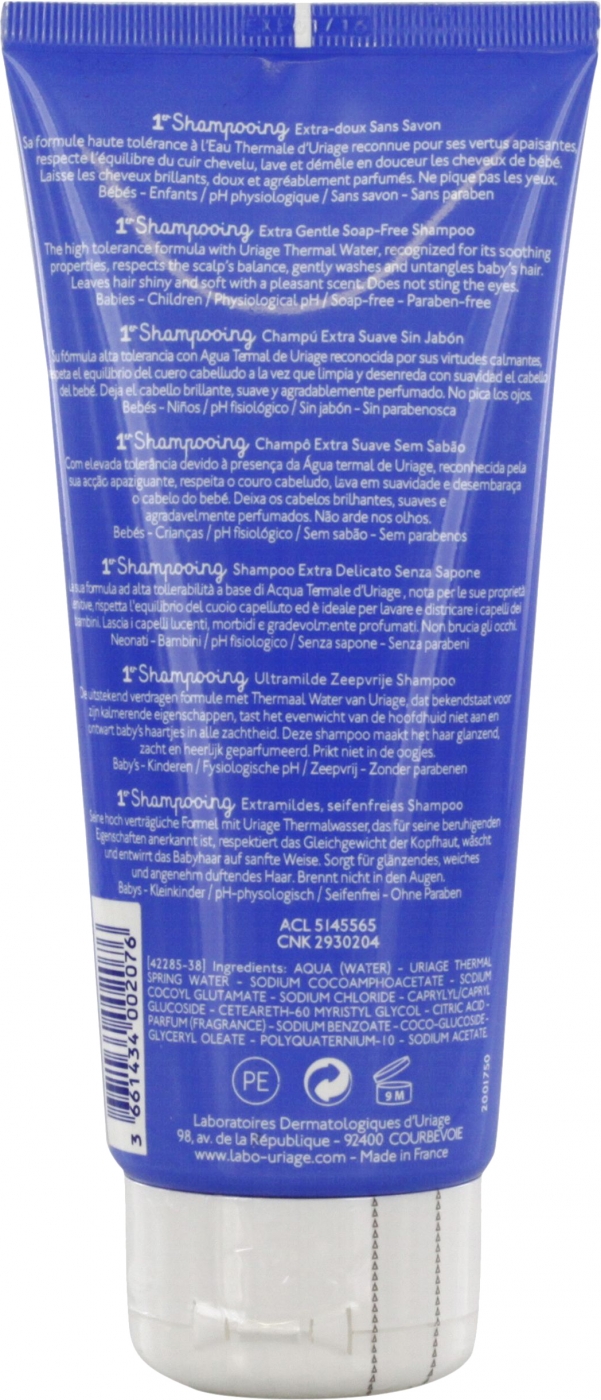 1er Shampooing Extra-doux Sans Savon
Sa formule haute tolérance à l'Eau Thermale d'Uriage reconnue pour ses vertus apaisantes,
respecte l'équilibre du cuir chevelu, lave et démêle en douceur les cheveux de bébé.
Laisse les cheveux brillants, doux et agréablement parfumés. Ne pique pas les yeux.
Bébés - Enfants / pH physiologique / Sans savon - Sans paraben
1er Shampooing Extra Gentle Soap-Free Shampoo
The high tolerance formula with Uriage Thermal Water, recognized for its soothing
properties, respects the scalp's balance, gently washes and untangles baby's hair.
Leaves hair shiny and soft with a pleasant scent. Does not sting the eyes.
Babies - Children / Physiological pH / Soap-free - Paraben-free
1er Shampooing Champú Extra Suave Sin Jabón
Su fórmula alta tolerancia con Agua Termal de Uriage reconocida por sus virtudes calmantes,
el equilibrio del cuero cabelludo a la vez que limpia y desenreda con suavidad el cabello
del bebé. Deja el cabello brillante, suave y agradablemente perfumado. No pica los ojos.
Bebés - Niños / pH fisiológico / Sin jabón - Sin parabenosca
1er Shampooing Champô Extra Suave Sem Sabão
Com elevada tolerância devido à presença da Água termal de Uriage, reconhecida pela
sua acção apaziguante, respeita o couro cabeludo, lava em suavidade e desembaraça
o cabelo do bebé. Deixa os cabelos brilhantes, suaves e
agradavelmente perfumados. Não arde nos olhos.
Bebés - Crianças / pH fisiológico / Sem sabão - Sem parabenos
1er Shampooing Shampoo Extra Delicato Senza Sapone
La sua formula ad alta tollerabilità a base di Acqua Termale d'Uriage , nota per le sue proprietà
rispetta l'equilibrio del cuoio capelluto ed è ideale per lavare e districare i capelli dei
bambini. Lascia i capelli lucenti, morbidi e gradevolmente profumati. Non brucia gli occhi.
Neonati - Bambini / pH fisiologico / Senza sapone - Senza parabeni
1er Shampooing Ultramilde Zeepvrije Shampoo
De uitstekend verdragen formule met Thermaal Water van Uriage, dat bekendstaat voor
zijn kalmerende eigenschappen, tast het evenwicht van de hoofdhuid niet aan en
ontwart baby's haartjes in alle zachtheid. Deze shampoo maakt het haar glanzend,
zacht en heerlijk geparfumeerd. Prikt niet in de oogjes.
Baby's - Kinderen / Fysiologische pH / Zeepvrij - Zonder parabenen
1er Shampooing Extramildes, seifenfreies Shampoo
Seine hoch verträgliche Formel mit Uriage Thermalwasser, das für seine beruhigenden
Eigenschaften anerkannt ist, respektiert das Gleichgewicht der Kopfhaut, wäscht
und entwirrt das Babyhaar auf sanfte Weise. Sorgt für glänzendes, weiches
und angenehm duftendes Haar. Brennt nicht in den Augen.
Babys - Kleinkinder / pH-physologisch / Seifenfrei - Ohne Paraben
ACL 5145565
CNK 2930204
[42285-38] Ingredients: AQUA (WATER) - URIAGE THERMAL
SPRING WATER - SODIUM COCOAMPHOACETATE - SODIUM
COCOYL GLUTAMATE - SODIUM CHLORIDE - CAPRYLYL/CAPRYL
GLUCOSIDE - CETEARETH-60 MYRISTYL GLYCOL - CITRIC ACID -
PARFUM (FRAGRANCE) - SODIUM BENZOATE - COCO-GLUCOSIDE-
GLYCERYL OLEATE - POLYQUATERNIUM-10 - SODIUM ACETATE
PE
9 M
2001750
3 661434 002076
Laboratoires Dermatologiques d'Uriage
98, av. de la République - 92400 COURBEVOIE
www.labo-uriage.com - Made in France